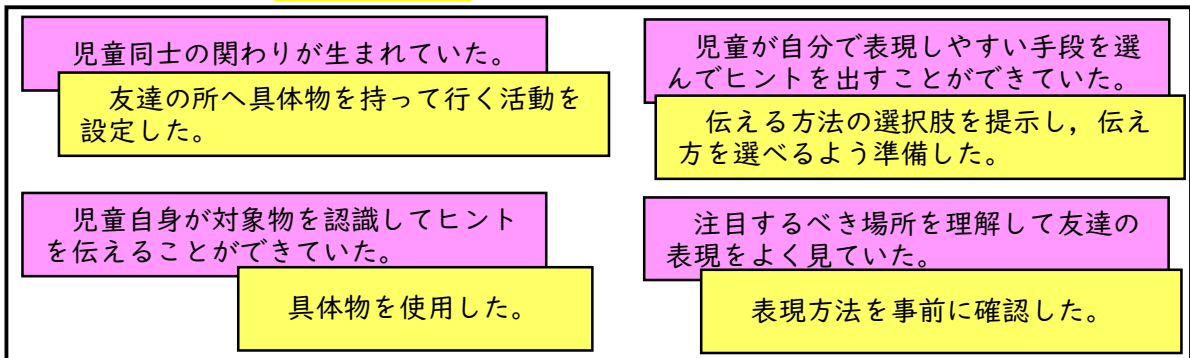 児童同士の関わりが生まれていた。
友達の所へ具体物を持って行く活動を
設定した。
児童が自分で表現しやすい手段を選
んでヒントを出すことができていた。
伝える方法の選択肢を提示し，伝え
方を選べるよう準備した。
児童自身が対象物を認識してヒント
を伝えることができていた。
具体物を使用した。
注目するべき場所を理解して友達の
表現をよく見ていた。
表現方法を事前に確認した。